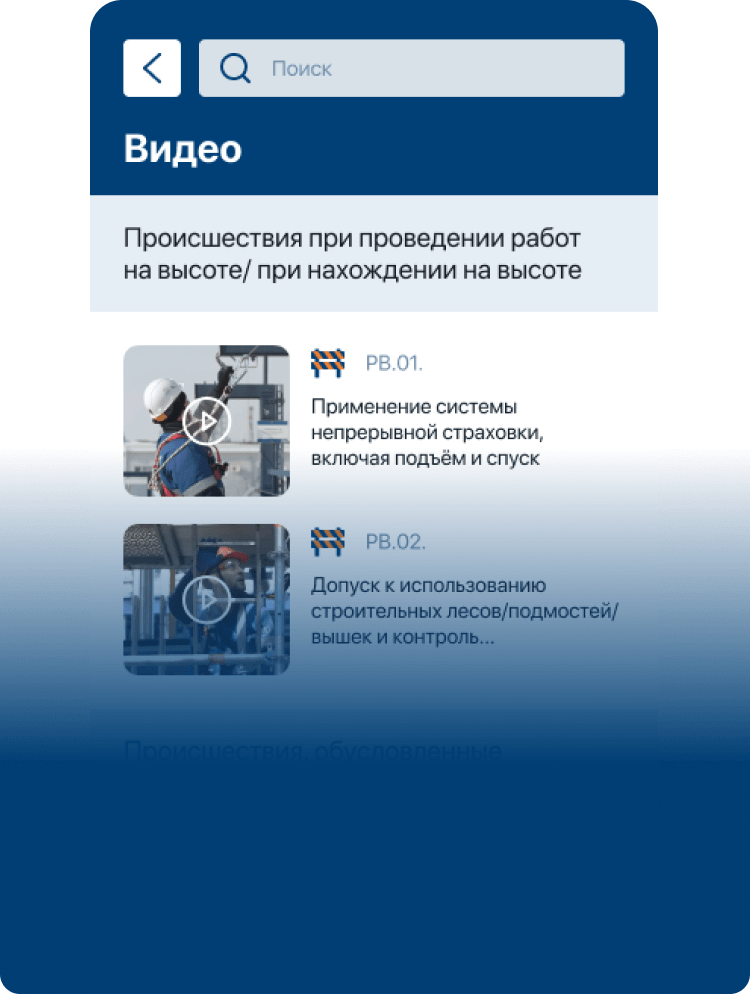 Поиск
Видео
Происшествия при проведении работ
на высоте/ при нахождении на высоте
РВ.01.
Применение системы
непрерывной страховки,
включая подъём и спуск
РВ.02.
Допуск к использованию
строительных лесов/подмостей/
вышек и контроль...
Происшествия, обусловленные